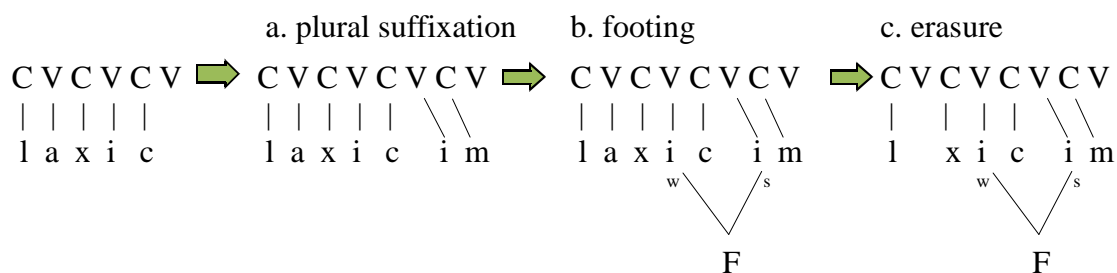 a. plural suffixation b. footing c. erasure
C V C V C V C V C V C V C V C V C V C V C V C V C V C V C V
l a x i c l a x i c i m l a x i c i m l x i c i m
w s w s
F F